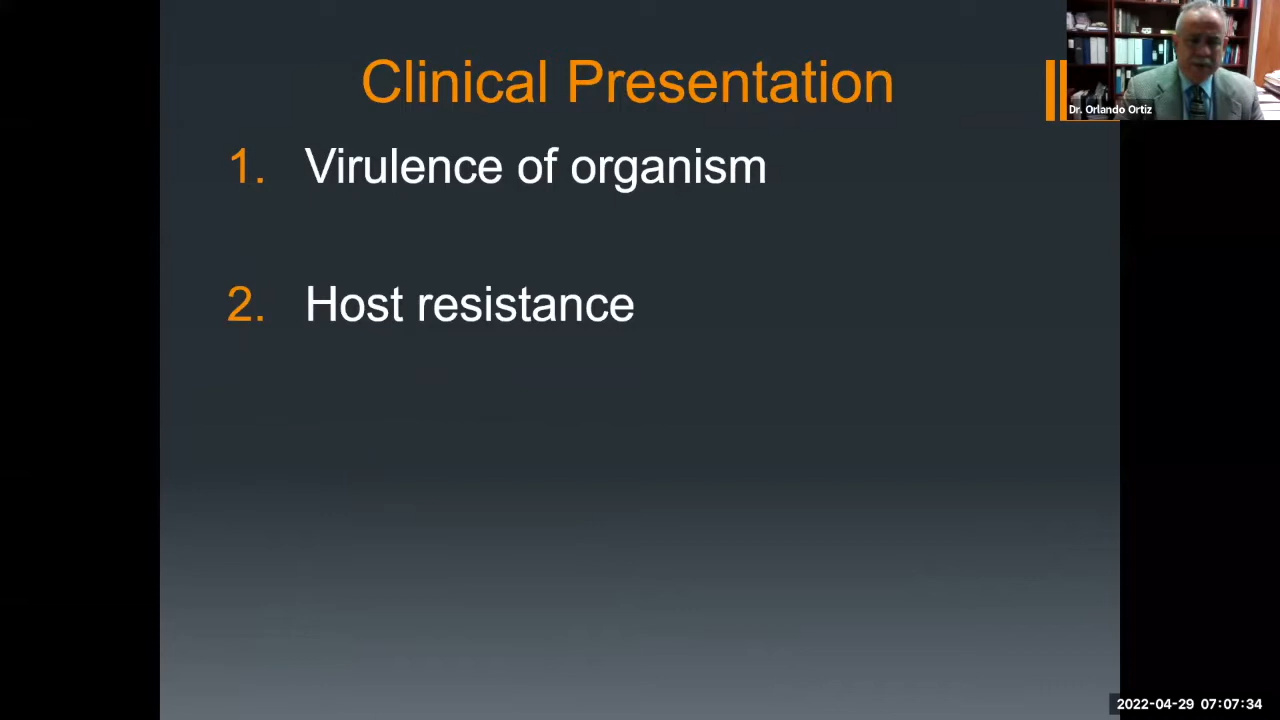 Clinical Presentation
Dr. Orlando Ortiz
1. Virulence of organism
2. Host resistance
2022-04-29 07:07:34